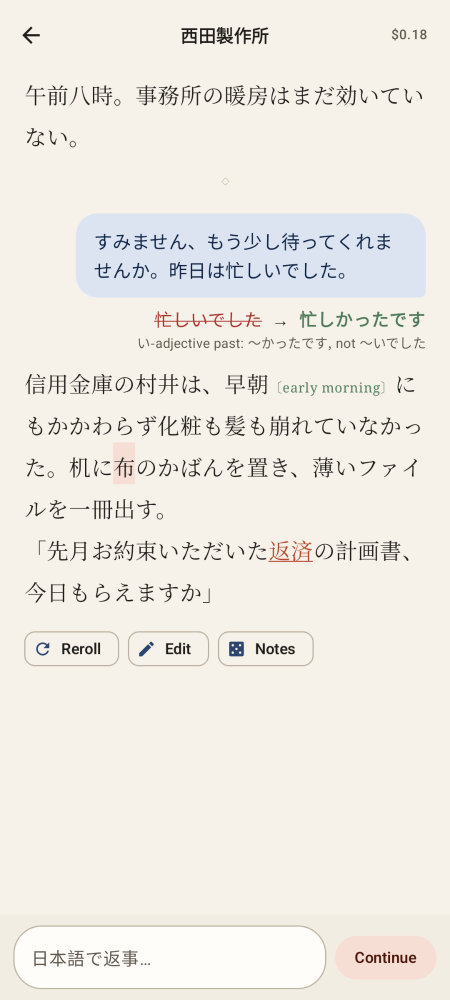 西田製作所
$0.18
午前八時。事務所の暖房はまだ効いてい
ない。
すみません、もう少し待ってくれま
せんか。昨日は忙しいでした。
忙しいでした → 忙しかったです
い-adjective past: 〜かったです, not 〜いでした
信用金庫の村井は、早朝〔early morning〕に
もかかわらず化粧も髪も崩れていなかっ
た。机に布のかばんを置き、薄いファイ
ルを一冊出す。
「先月お約束いただいた返済の計画書、
今日もらえますか」
Reroll
Edit
Notes
日本語で返事…
Continue